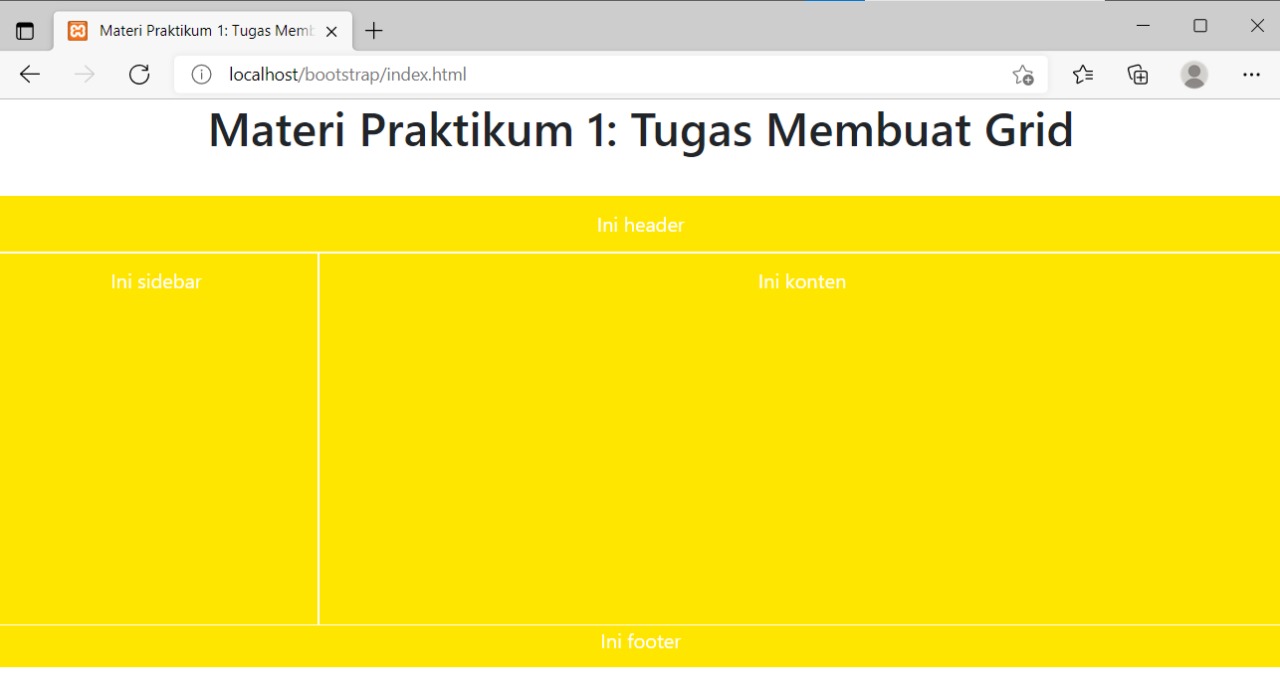 Materi Praktikum 1: Tugas Memb
localhost/bootstrap/index.html
Materi Praktikum 1: Tugas Membuat Grid
Ini header
Ini sidebar
Ini konten
Ini footer